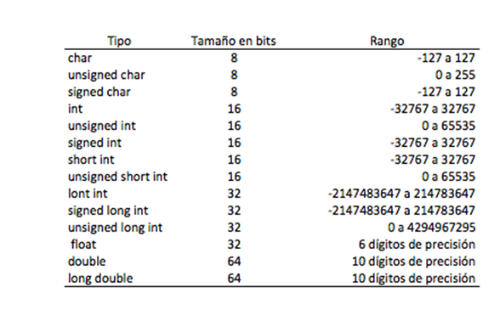 Tipo Tamaño en bits Rango
char 8 -127 a 127
unsigned char 8 0 a 255
signed char 8 -127 a 127
int 16 -32767 a 32767
unsigned int 16 0 a 65535
signed int 16 -32767 a 32767
short int 16 -32767 a 32767
unsigned short int 16 0 a 65535
lont int 32 -2147483647 a 214783647
signed long int 32 -2147483647 a 214783647
unsigned long int 32 0 a 4294967295
float 32 6 dígitos de precisión
double 64 10 dígitos de precisión
long double 64 10 dígitos de precisión